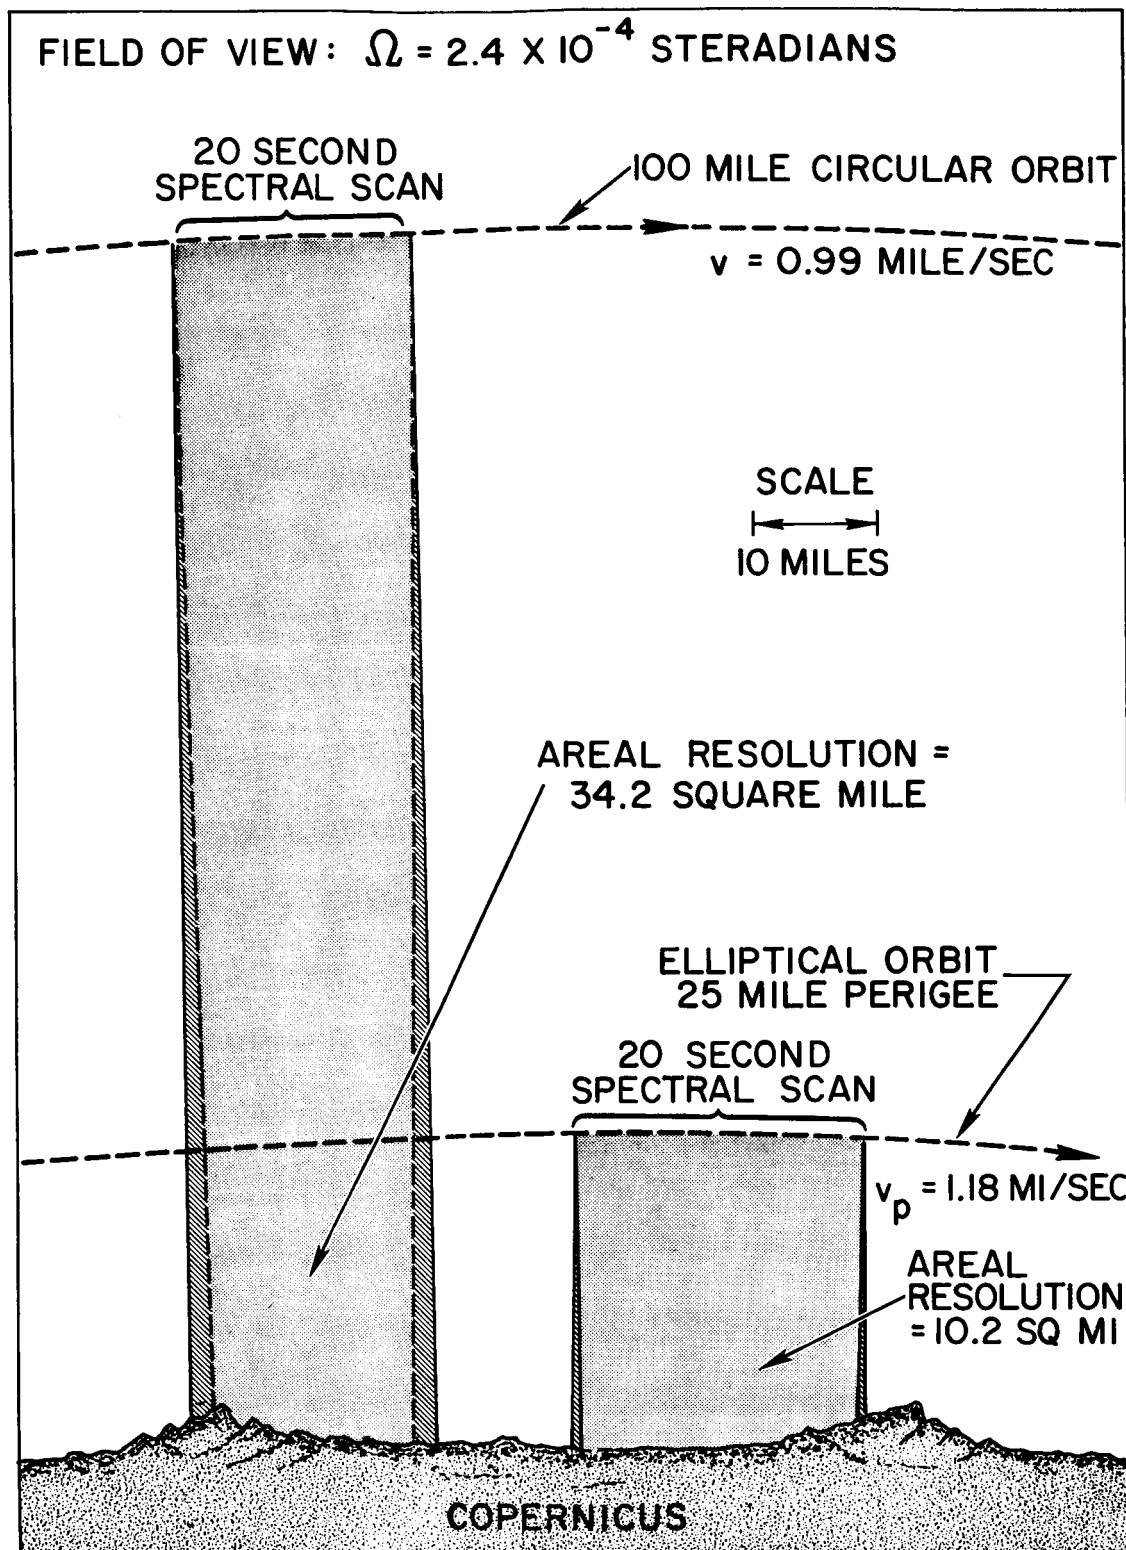 FIELD OF VIEW: Ω = 2.4 X 10⁻⁴ STERADIANS
20 SECOND
SPECTRAL SCAN
100 MILE CIRCULAR ORBIT
v = 0.99 MILE/SEC
SCALE
10 MILES
AREAL RESOLUTION =
34.2 SQUARE MILE
ELLIPTICAL ORBIT
25 MILE PERIGEE
20 SECOND
SPECTRAL SCAN
vₚ = 1.18 MI/SEC
AREAL
RESOLUTION
= 10.2 SQ MI
COPERNICUS